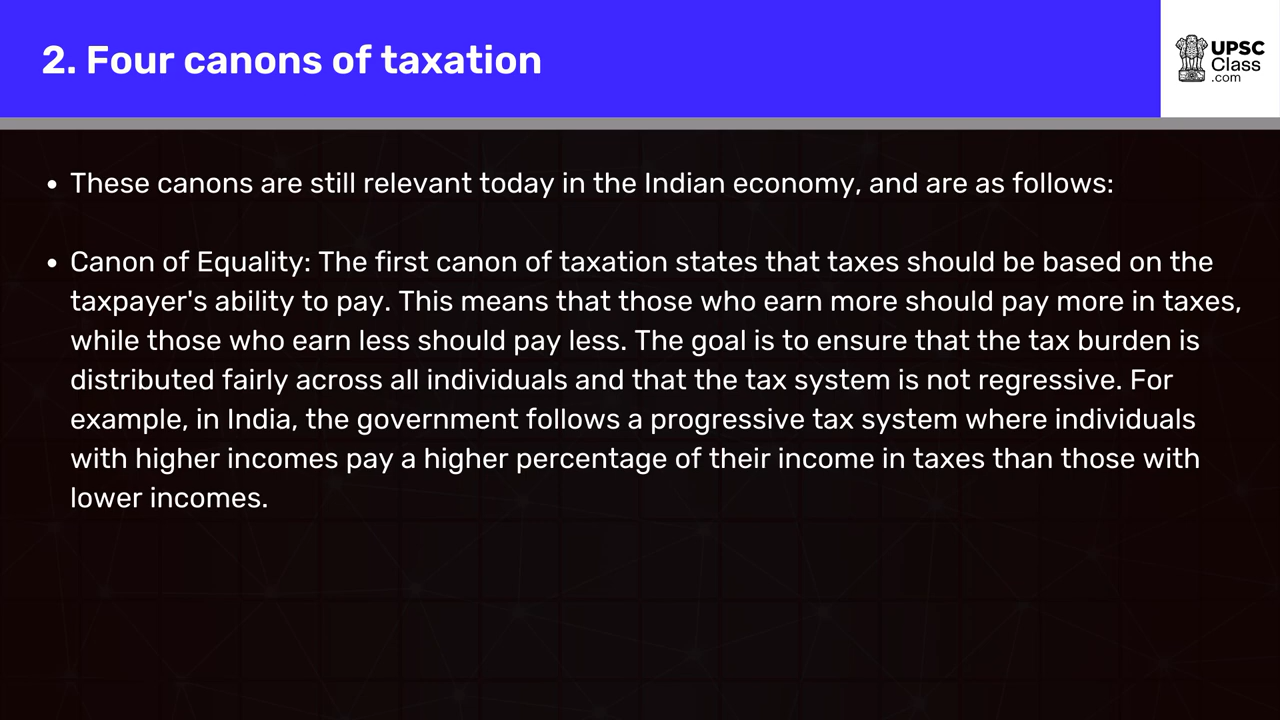 2. Four canons of taxation
UPSC
Class
.com
• These canons are still relevant today in the Indian economy, and are as follows:
• Canon of Equality: The first canon of taxation states that taxes should be based on the
taxpayer's ability to pay. This means that those who earn more should pay more in taxes,
while those who earn less should pay less. The goal is to ensure that the tax burden is
distributed fairly across all individuals and that the tax system is not regressive. For
example, in India, the government follows a progressive tax system where individuals
with higher incomes pay a higher percentage of their income in taxes than those with
lower incomes.